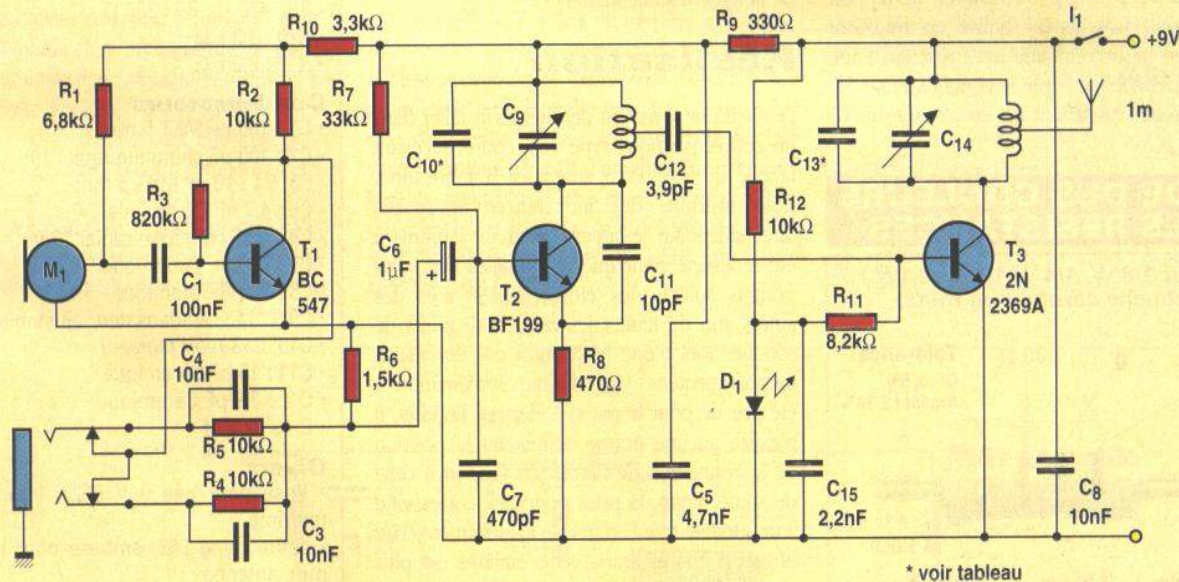 R10 3,3kΩ
R9 330Ω
I1
+9V
R1
6,8kΩ
R2
10kΩ
R7
33kΩ
C9
C10*
C12
3,9pF
C13*
C14
1m
R3
820kΩ
R12
10kΩ
M1
C1
100nF
T1
BC
547
C6
1µF
+
T2
BF199
C11
10pF
T3
2N
2369A
R11
8,2kΩ
C4
10nF
R6
1,5kΩ
R8
470Ω
D1
R5 10kΩ
R4 10kΩ
C3
10nF
C7
470pF
C5
4,7nF
C15
2,2nF
C8
10nF
* voir tableau